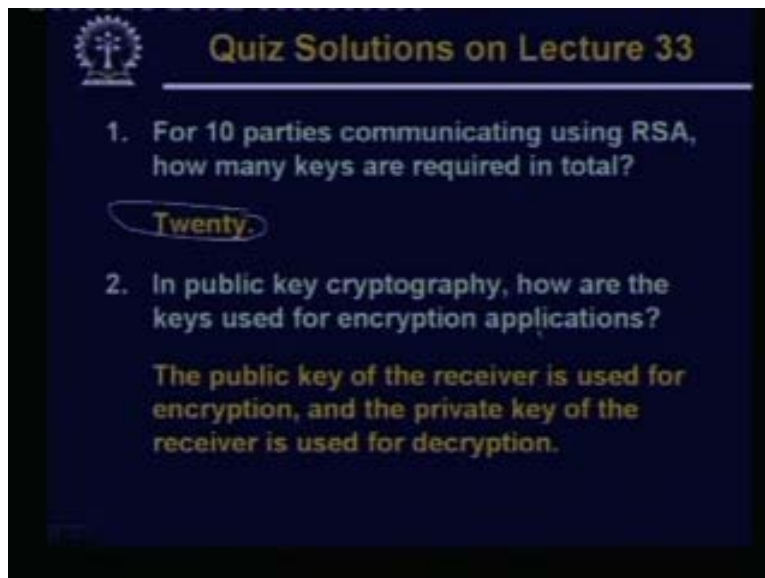 Quiz Solutions on Lecture 33
1. For 10 parties communicating using RSA,
how many keys are required in total?
Twenty.
2. In public key cryptography, how are the
keys used for encryption applications?
The public key of the receiver is used for
encryption, and the private key of the
receiver is used for decryption.